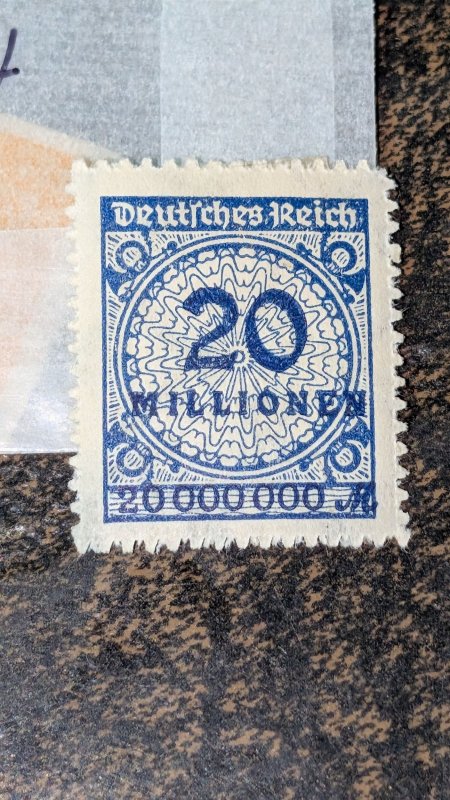 Deutſches Reich
20
MILLIONEN
20 000 000 M